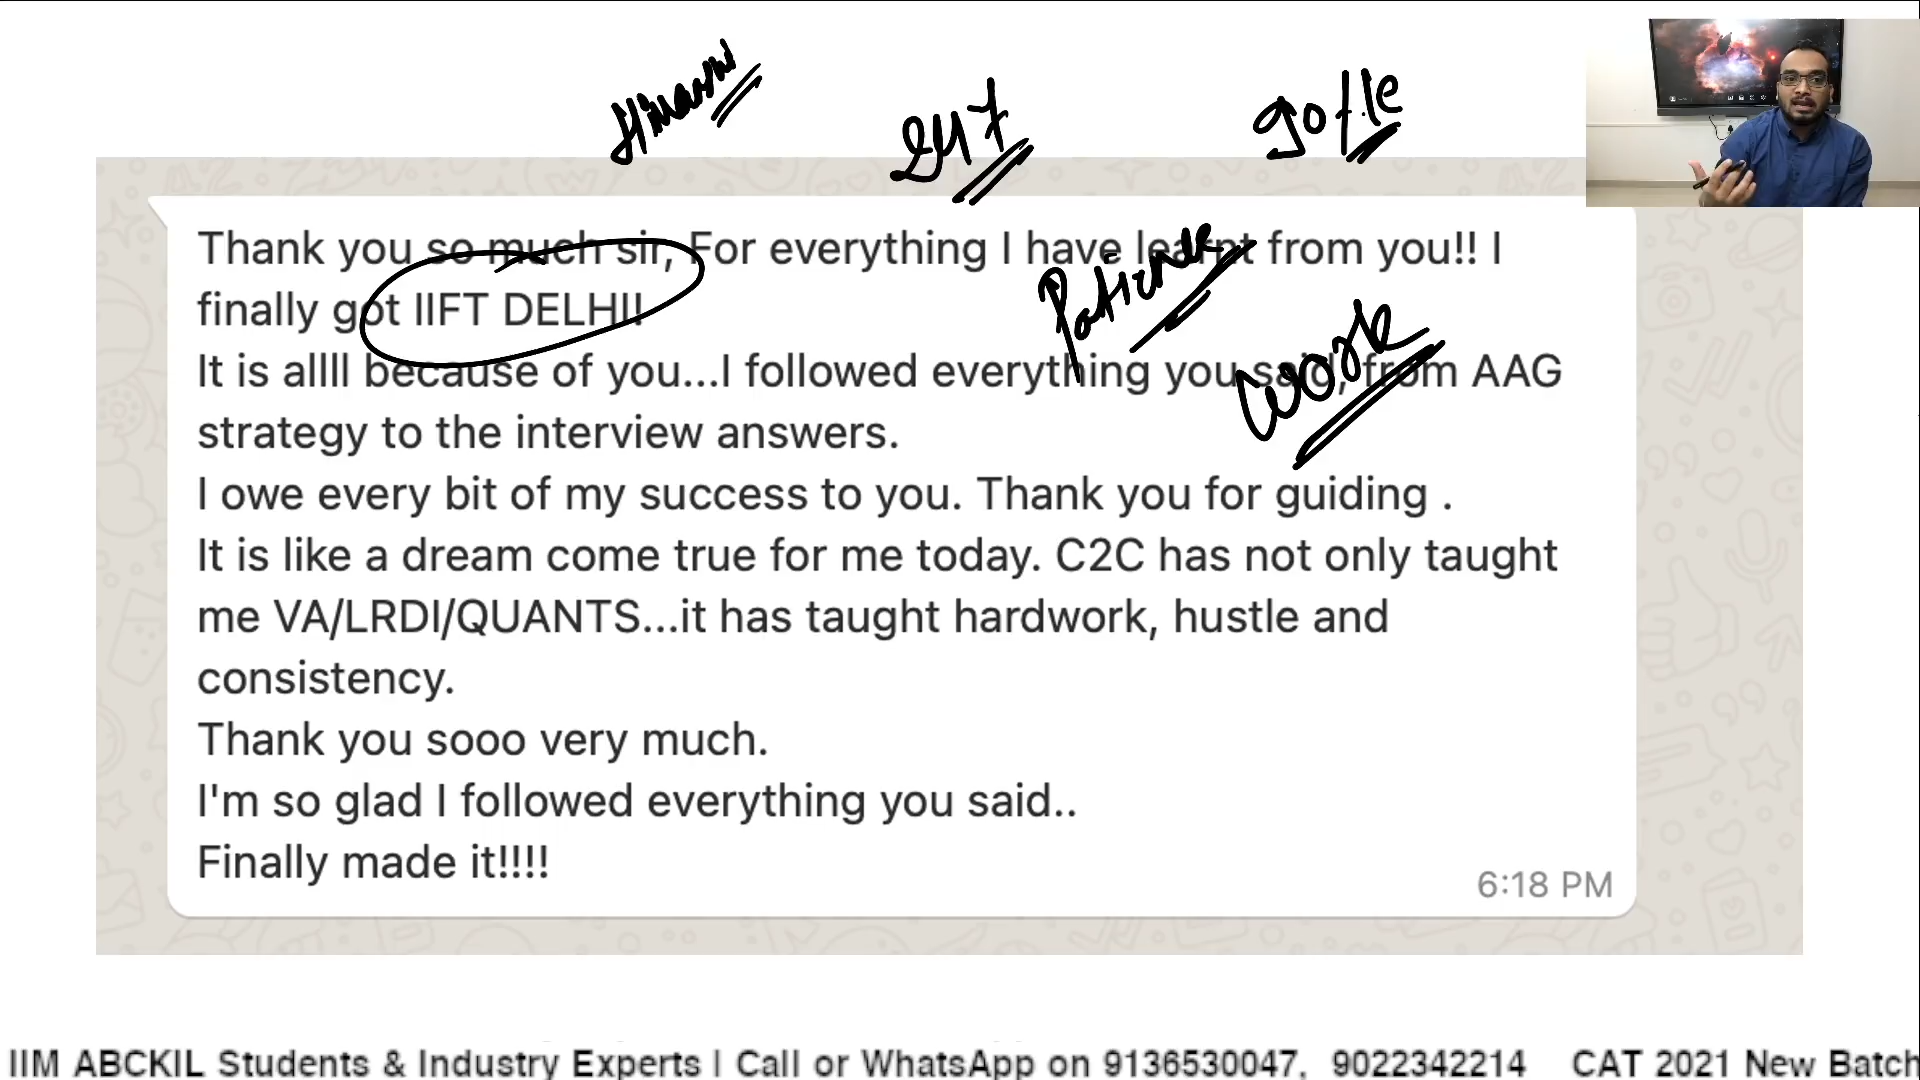 24x7
90%le
Thank you so much sir, For everything I have learnt from you!! I
finally got IIFT DELHI!
It is allll because of you...I followed everything you said, from AAG
Patience
Work
strategy to the interview answers.
I owe every bit of my success to you. Thank you for guiding .
It is like a dream come true for me today. C2C has not only taught
me VA/LRDI/QUANTS...it has taught hardwork, hustle and
consistency.
Thank you sooo very much.
I'm so glad I followed everything you said..
Finally made it!!!!
6:18 PM
IIM ABCKIL Students & Industry Experts | Call or WhatsApp on 9136530047, 9022342214 CAT 2021 New Batch